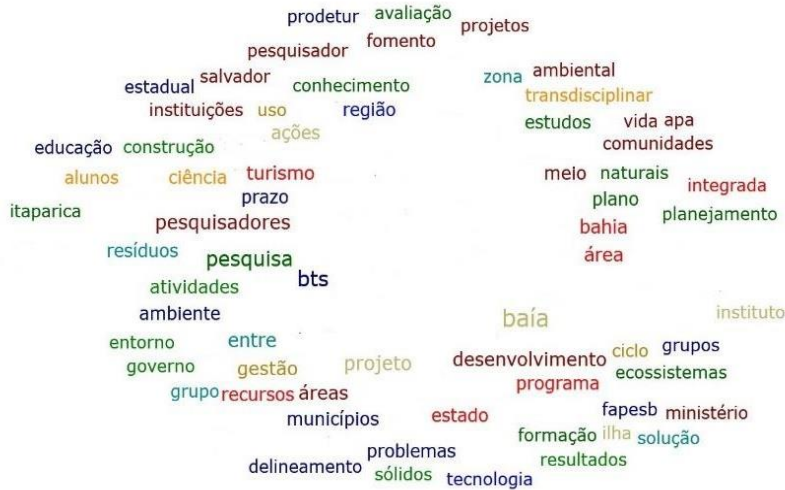 prodetur avaliação projetos
pesquisador fomento
estadual salvador conhecimento zona ambiental
instituições uso região transdisciplinar
ações estudos vida apa
educação construção comunidades
alunos ciência turismo meio naturais integrada
itaparica prazo plano planejamento
pesquisadores bahia
resíduos pesquisa área
atividades bts
ambiente baía instituto
entorno entre
governo gestão projeto desenvolvimento ciclo grupos
grupo recursos áreas programa ecossistemas
municípios estado fapesb ministério
problemas formação ilha solução
delineamento sólidos tecnologia resultados